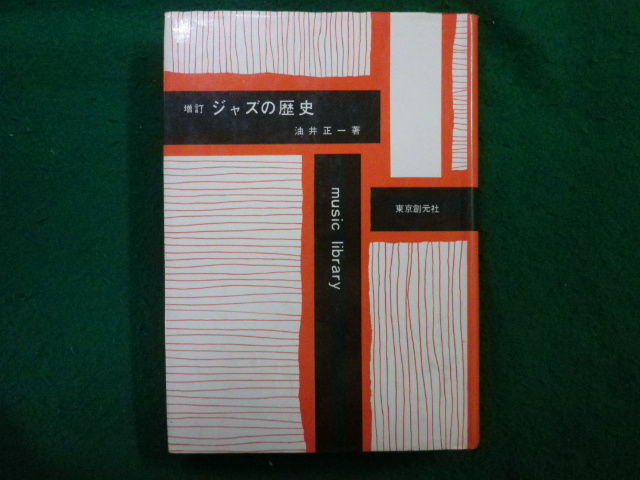 増訂 ジャズの歴史
油井正一著
music library
東京創元社